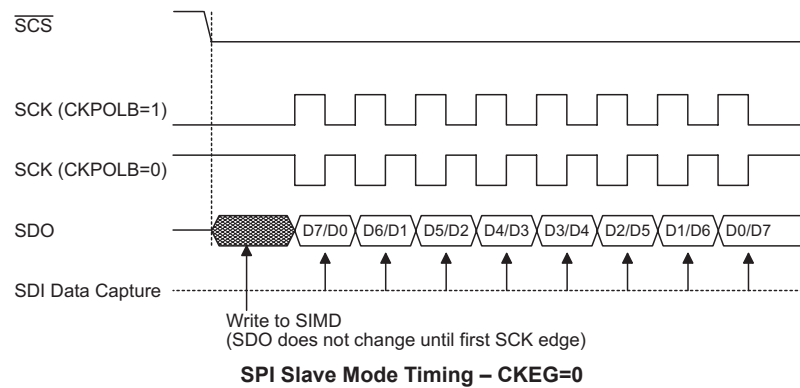 SCS
SCK (CKPOLB=1)
SCK (CKPOLB=0)
SDO
D7/D0 D6/D1 D5/D2 D4/D3 D3/D4 D2/D5 D1/D6 D0/D7
SDI Data Capture
Write to SIMD
(SDO does not change until first SCK edge)
SPI Slave Mode Timing – CKEG=0